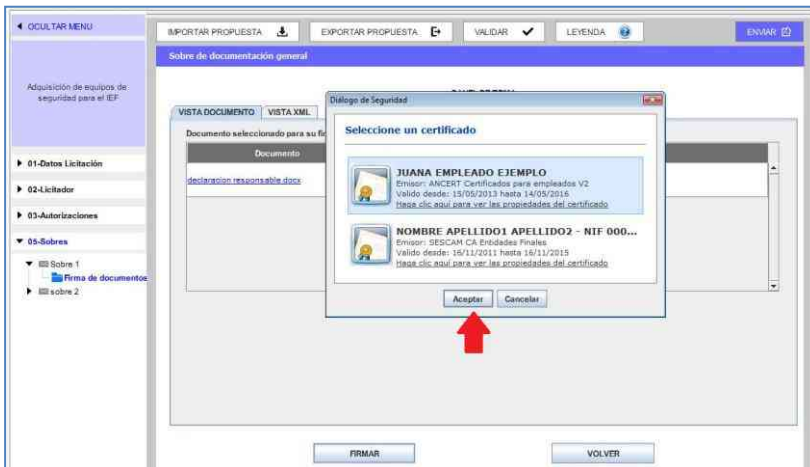 OCULTAR MENU
IMPORTAR PROPUESTA
EXPORTAR PROPUESTA
VALIDAR
LEYENDA
ENVIAR
Sobre de documentación general
Adquisición de equipos de
seguridad para el IEF
01-Datos Licitación
02-Licitador
03-Autorizaciones
05-Sobres
Sobre 1
Firma de documentos
sobre 2
VISTA DOCUMENTO
VISTA XML
Documento seleccionado para su
Documento
declaracion responsable.docx
Diálogo de Seguridad
Seleccione un certificado
JUANA EMPLEADO EJEMPLO
Emisor: ANCERT Certificados para empleados V2
Valido desde: 15/05/2013 hasta 14/05/2016
Haga clic aquí para ver las propiedades del certificado
NOMBRE APELLIDO1 APELLIDO2 - NIF 000...
Emisor: SESCAM CA Entidades Finales
Valido desde: 16/11/2011 hasta 16/11/2015
Haga clic aquí para ver las propiedades del certificado
Aceptar
Cancelar
FIRMAR
VOLVER